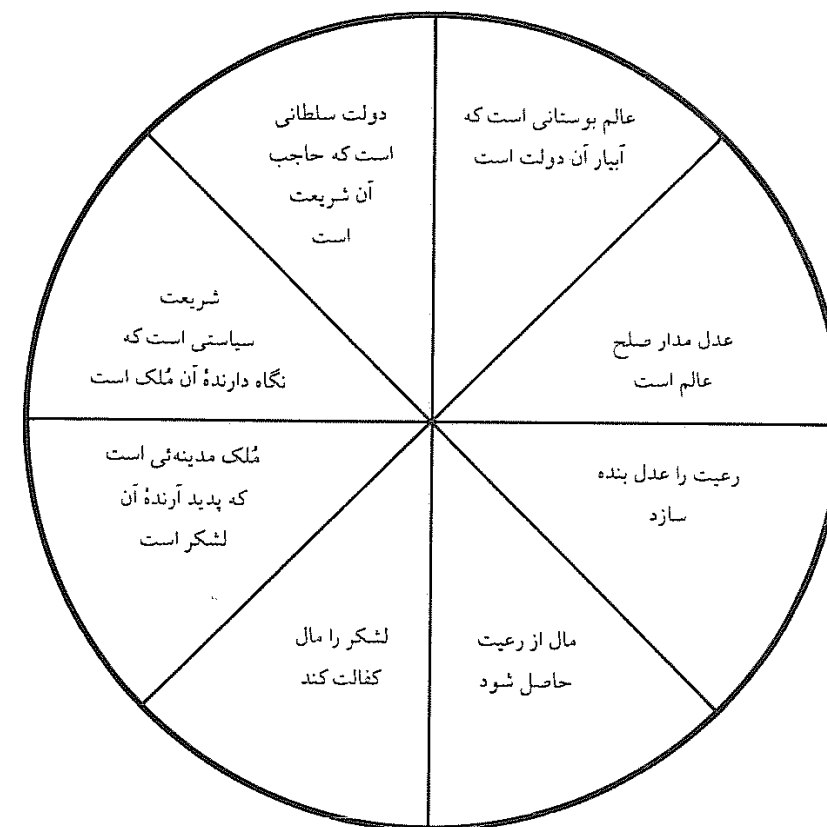 عالم بوستانی است که
آبیار آن دولت است
دولت سلطانی
است که حاجب
آن شریعت
است
شریعت
سیاستی است که
نگاه دارندهٔ آن مُلک است
مُلک مدینه‌ئی است
که پدید آرندهٔ آن
لشکر است
لشکر را مال
کفالت کند
مال از رعیت
حاصل شود
رعیت را عدل بنده
سازد
عدل مدار صلح
عالم است